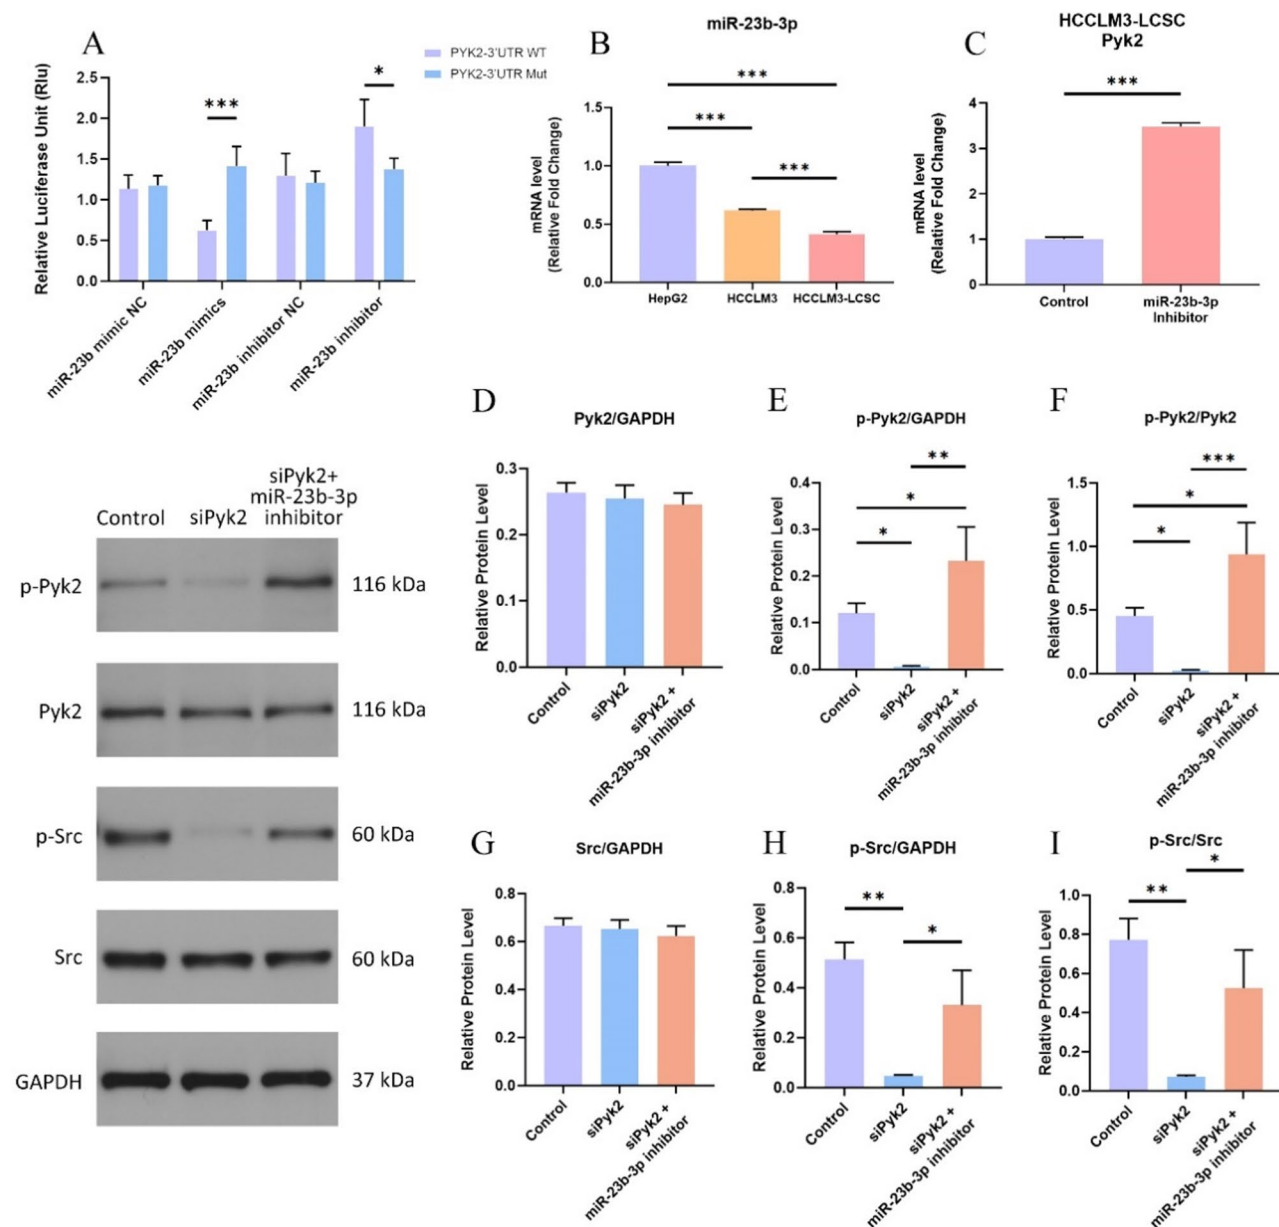 A
PYK2-3'UTR WT
PYK2-3'UTR Mut
Relative Luciferase Unit (Rlu)
2.5
2.0
1.5
1.0
0.5
0.0
***
*
miR-23b mimic NC
miR-23b mimics
miR-23b inhibitor NC
miR-23b inhibitor
B
miR-23b-3p
mRNA level
(Relative Fold Change)
1.5
1.0
0.5
0.0
***
***
***
HepG2
HCCLM3
HCCLM3-LCSC
C
HCCLM3-LCSC
Pyk2
mRNA level
(Relative Fold Change)
4
3
2
1
0
***
Control
miR-23b-3p
Inhibitor
Control
siPyk2
siPyk2+
miR-23b-3p
inhibitor
p-Pyk2
116 kDa
Pyk2
116 kDa
p-Src
60 kDa
Src
60 kDa
GAPDH
37 kDa
D
Pyk2/GAPDH
Relative Protein Level
0.3
0.2
0.1
0.0
Control
siPyk2
siPyk2 +
miR-23b-3p inhibitor
E
p-Pyk2/GAPDH
Relative Protein Level
0.4
0.3
0.2
0.1
0.0
**
*
*
Control
siPyk2
siPyk2 +
miR-23b-3p inhibitor
F
p-Pyk2/Pyk2
Relative Protein Level
1.5
1.0
0.5
0.0
***
*
*
Control
siPyk2
siPyk2 +
miR-23b-3p inhibitor
G
Src/GAPDH
Relative Protein Level
0.8
0.6
0.4
0.2
0.0
Control
siPyk2
siPyk2 +
miR-23b-3p inhibitor
H
p-Src/GAPDH
Relative Protein Level
0.8
0.6
0.4
0.2
0.0
**
*
Control
siPyk2
siPyk2 +
miR-23b-3p inhibitor
I
p-Src/Src
Relative Protein Level
1.0
0.8
0.6
0.4
0.2
0.0
**
*
Control
siPyk2
siPyk2 +
miR-23b-3p inhibitor